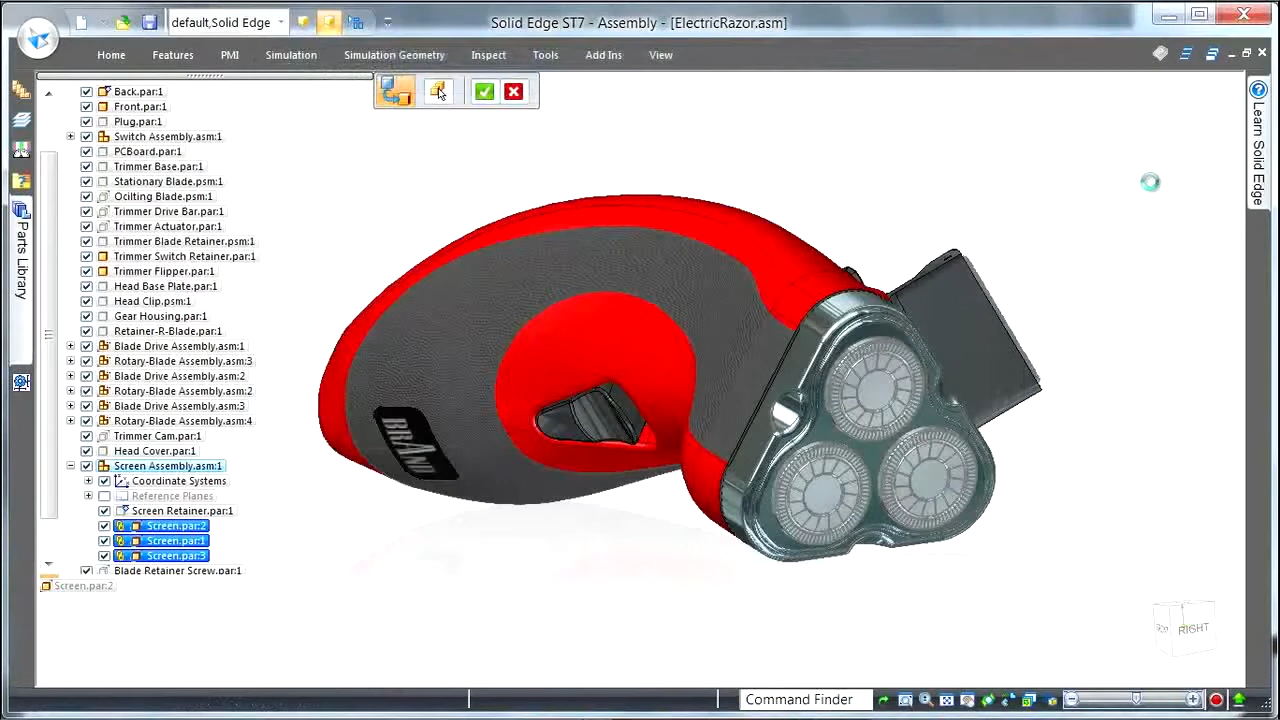 default,Solid Edge
Solid Edge ST7 - Assembly - [ElectricRazor.asm]
Home Features PMI Simulation Simulation Geometry Inspect Tools Add Ins View
Back.par:1
Front.par:1
Plug.par:1
Switch Assembly.asm:1
PCBoard.par:1
Trimmer Base.par:1
Stationary Blade.psm:1
Ocilting Blade.psm:1
Trimmer Drive Bar.par:1
Trimmer Actuator.par:1
Trimmer Blade Retainer.psm:1
Trimmer Switch Retainer.par:1
Trimmer Flipper.par:1
Head Base Plate.par:1
Head Clip.psm:1
Gear Housing.par:1
Retainer-R-Blade.par:1
Blade Drive Assembly.asm:1
Rotary-Blade Assembly.asm:3
Blade Drive Assembly.asm:2
Rotary-Blade Assembly.asm:2
Blade Drive Assembly.asm:3
Rotary-Blade Assembly.asm:4
Trimmer Cam.par:1
Head Cover.par:1
Screen Assembly.asm:1
Coordinate Systems
Reference Planes
Screen Retainer.par:1
Screen.par:2
Screen.par:1
Screen.par:3
Blade Retainer Screw.par:1
Screen.par:2
Parts Library
BRAND
Learn Solid Edge
RIGHT
Command Finder